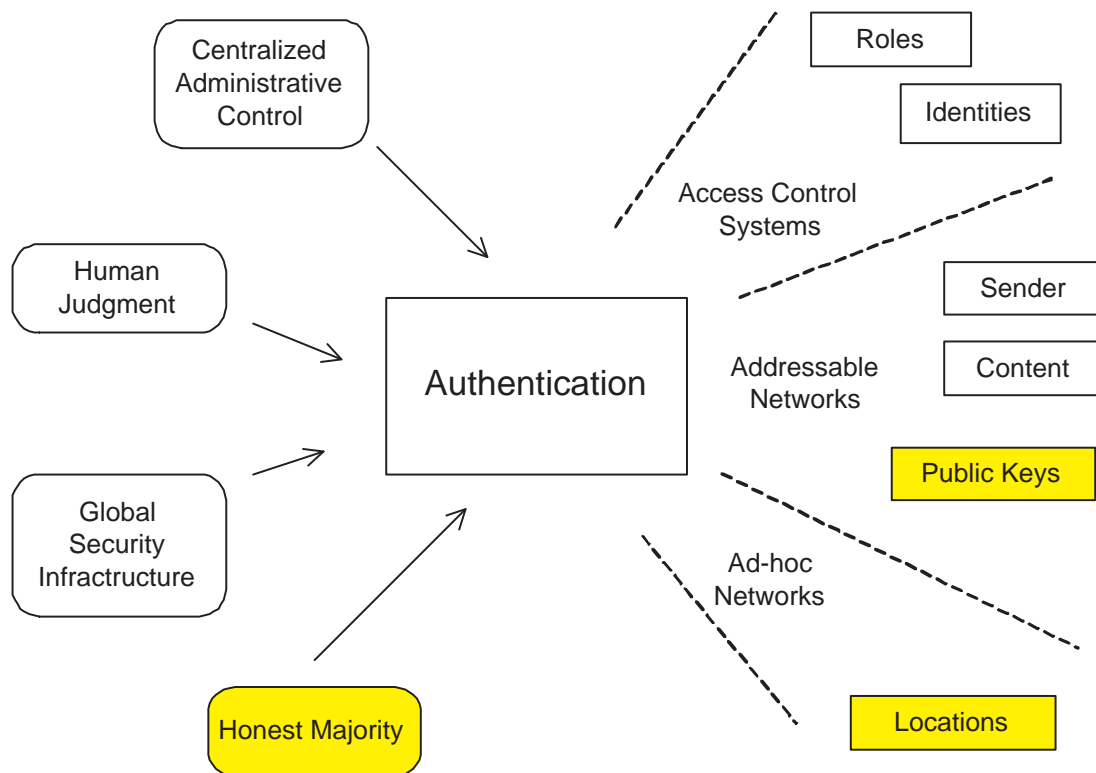 Centralized
Administrative
Control
Roles
Identities
Access Control
Systems
Human
Judgment
Sender
Authentication
Addressable
Networks
Content
Public Keys
Global
Security
Infractructure
Ad-hoc
Networks
Honest Majority
Locations